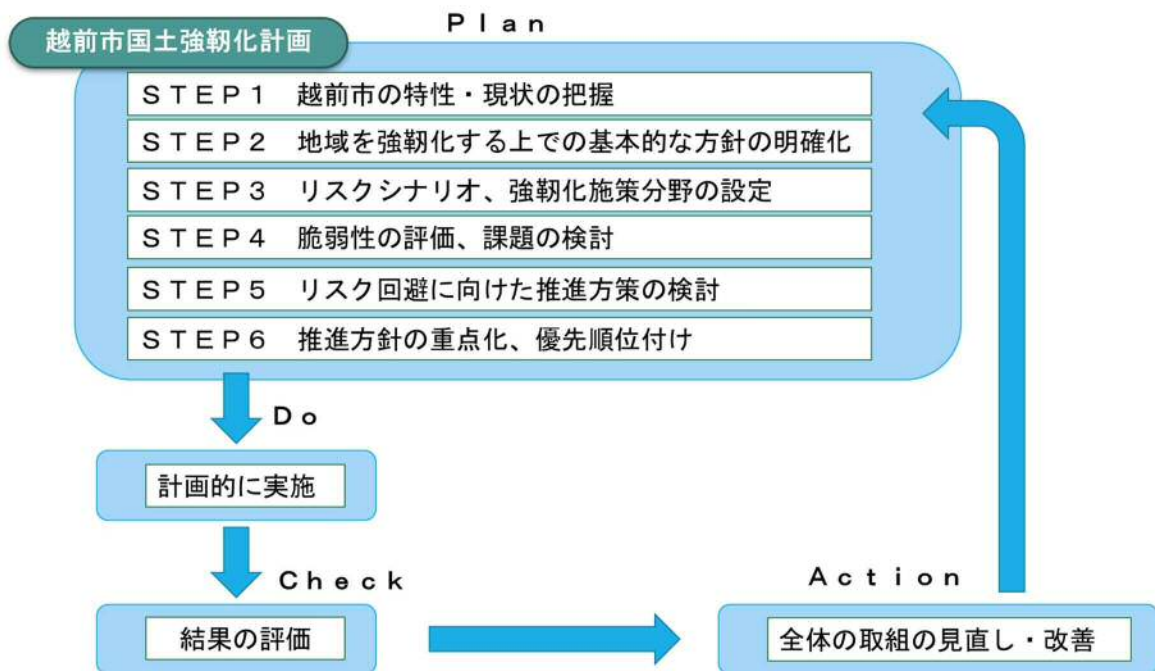 Plan
越前市国土強靱化計画
STEP1 越前市の特性・現状の把握
STEP2 地域を強靱化する上での基本的な方針の明確化
STEP3 リスクシナリオ、強靱化施策分野の設定
STEP4 脆弱性の評価、課題の検討
STEP5 リスク回避に向けた推進方策の検討
STEP6 推進方針の重点化、優先順位付け
Do
計画的に実施
Check
結果の評価
Action
全体の取組の見直し・改善